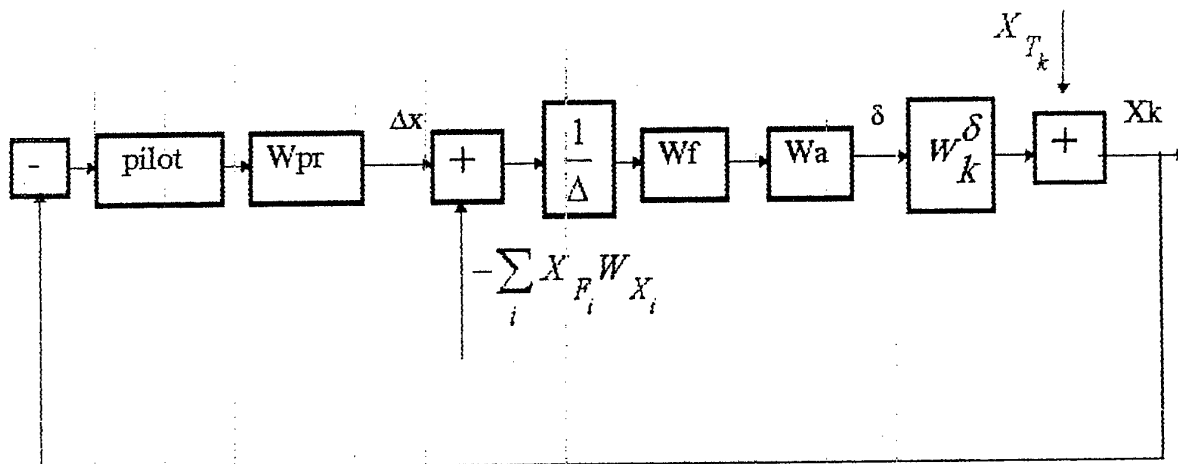 X_{T_k}
- pilot Wpr Δx + 1/Δ Wf Wa δ W_k^δ + Xk
-∑_i X_{F_i} W_{X_i}